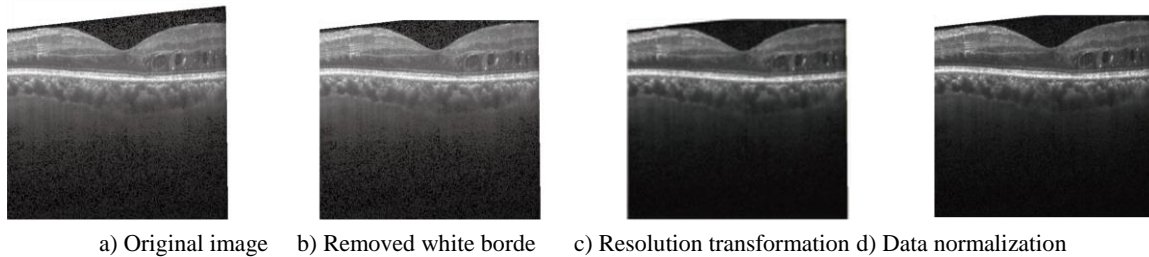 a) Original image b) Removed white borde c) Resolution transformation d) Data normalization